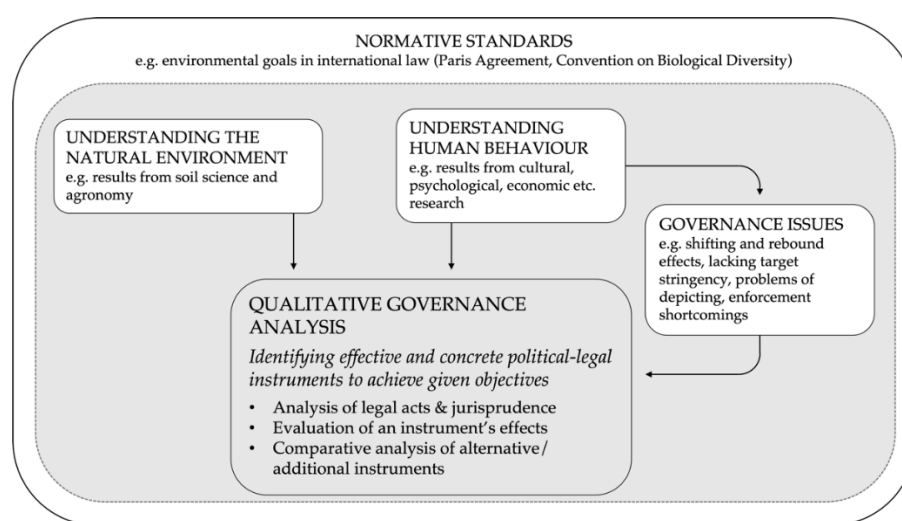 NORMATIVE STANDARDS
e.g. environmental goals in international law (Paris Agreement, Convention on Biological Diversity)
UNDERSTANDING THE
NATURAL ENVIRONMENT
e.g. results from soil science and
agronomy
UNDERSTANDING
HUMAN BEHAVIOUR
e.g. results from cultural,
psychological, economic etc.
research
GOVERNANCE ISSUES
e.g. shifting and rebound
effects, lacking target
stringency, problems of
depicting, enforcement
shortcomings
QUALITATIVE GOVERNANCE
ANALYSIS
Identifying effective and concrete political-legal
instruments to achieve given objectives
• Analysis of legal acts & jurisprudence
• Evaluation of an instrument's effects
• Comparative analysis of alternative/
additional instruments